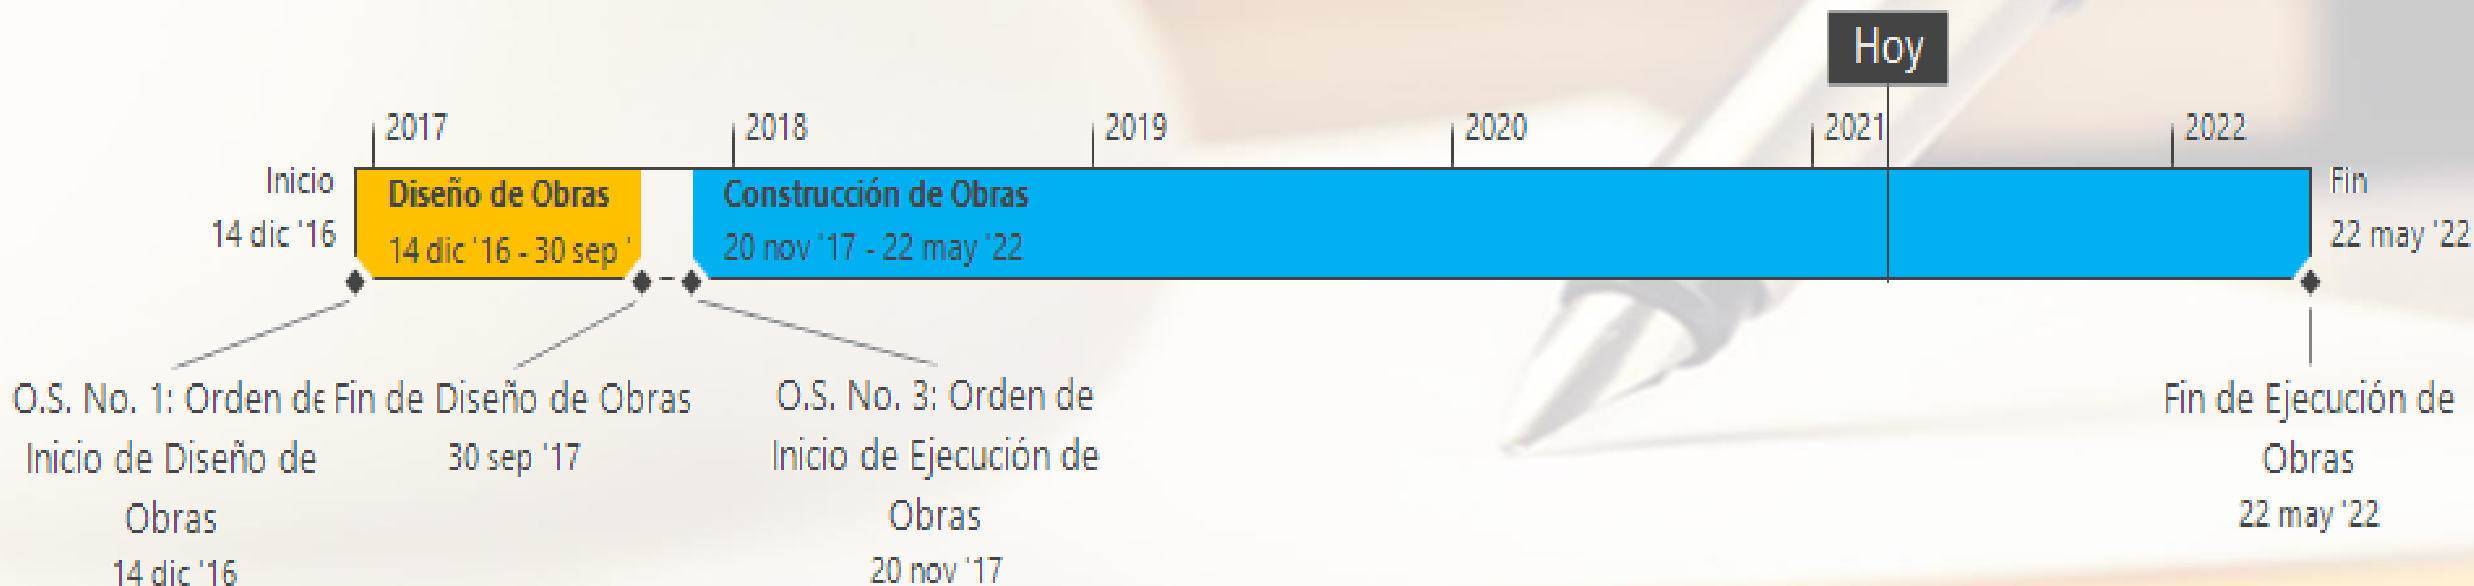 Hoy
2017
2018
2019
2020
2021
2022
Inicio
14 dic '16
Diseño de Obras
14 dic '16 - 30 sep '
Construcción de Obras
20 nov '17 - 22 may '22
Fin
22 may '22
O.S. No. 1: Orden de
Inicio de Diseño de
Obras
14 dic '16
Fin de Diseño de Obras
30 sep '17
O.S. No. 3: Orden de
Inicio de Ejecución de
Obras
20 nov '17
Fin de Ejecución de
Obras
22 may '22